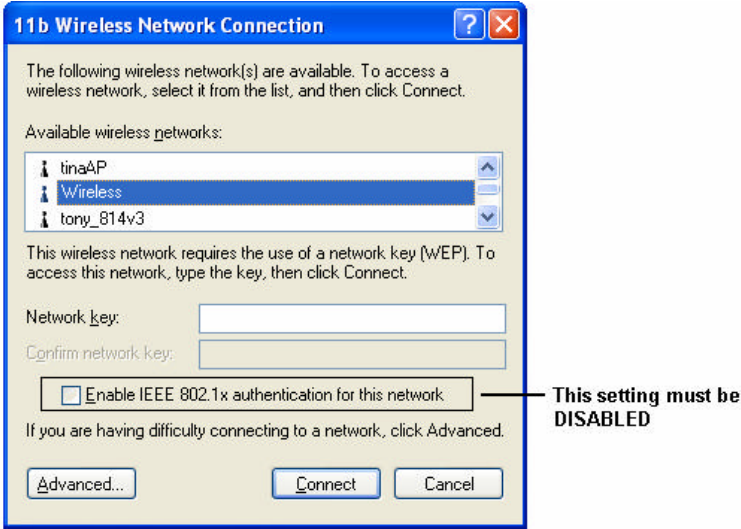 11b Wireless Network Connection
The following wireless network(s) are available. To access a
wireless network, select it from the list, and then click Connect.
Available wireless networks:
tinaAP
Wireless
tony_814v3
This wireless network requires the use of a network key (WEP). To
access this network, type the key, then click Connect.
Network key:
Confirm network key:
Enable IEEE 802.1x authentication for this network
This setting must be
DISABLED
If you are having difficulty connecting to a network, click Advanced.
Advanced...
Connect
Cancel